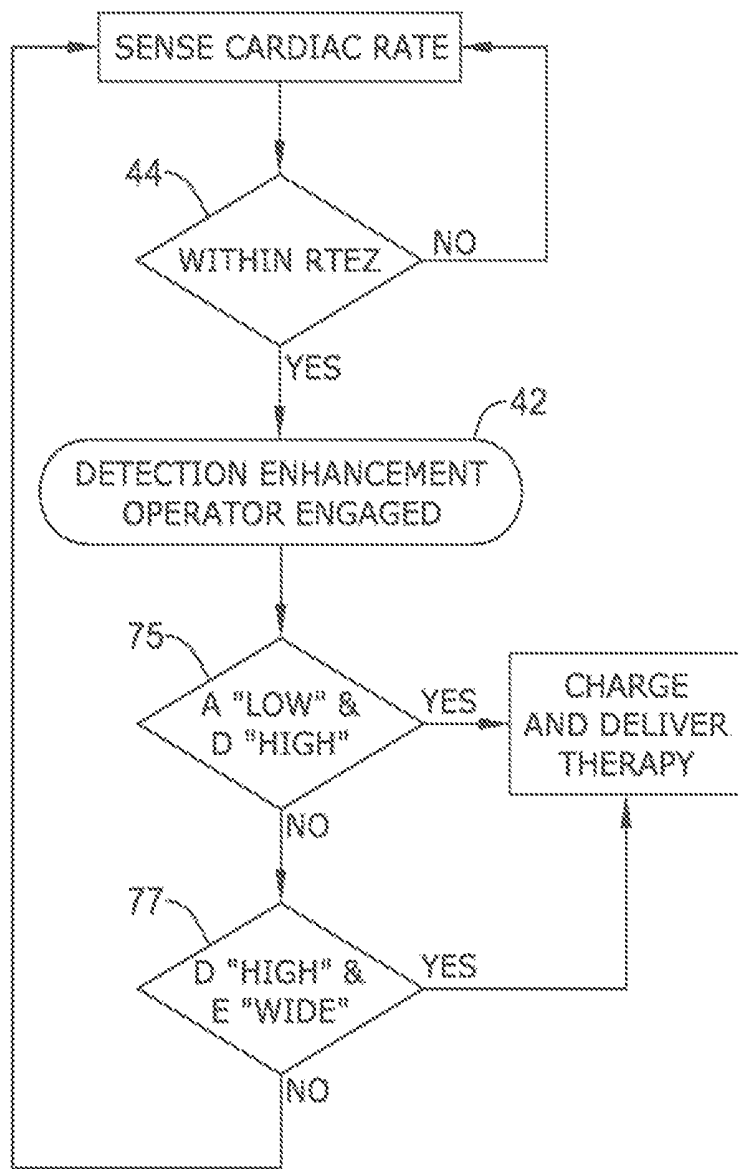 SENSE CARDIAC RATE
44
WITHIN RTEZ
NO
YES
42
DETECTION ENHANCEMENT
OPERATOR ENGAGED
75
A "LOW" &
D "HIGH"
YES
CHARGE
AND DELIVER
THERAPY
NO
77
D "HIGH" &
E "WIDE"
YES
NO